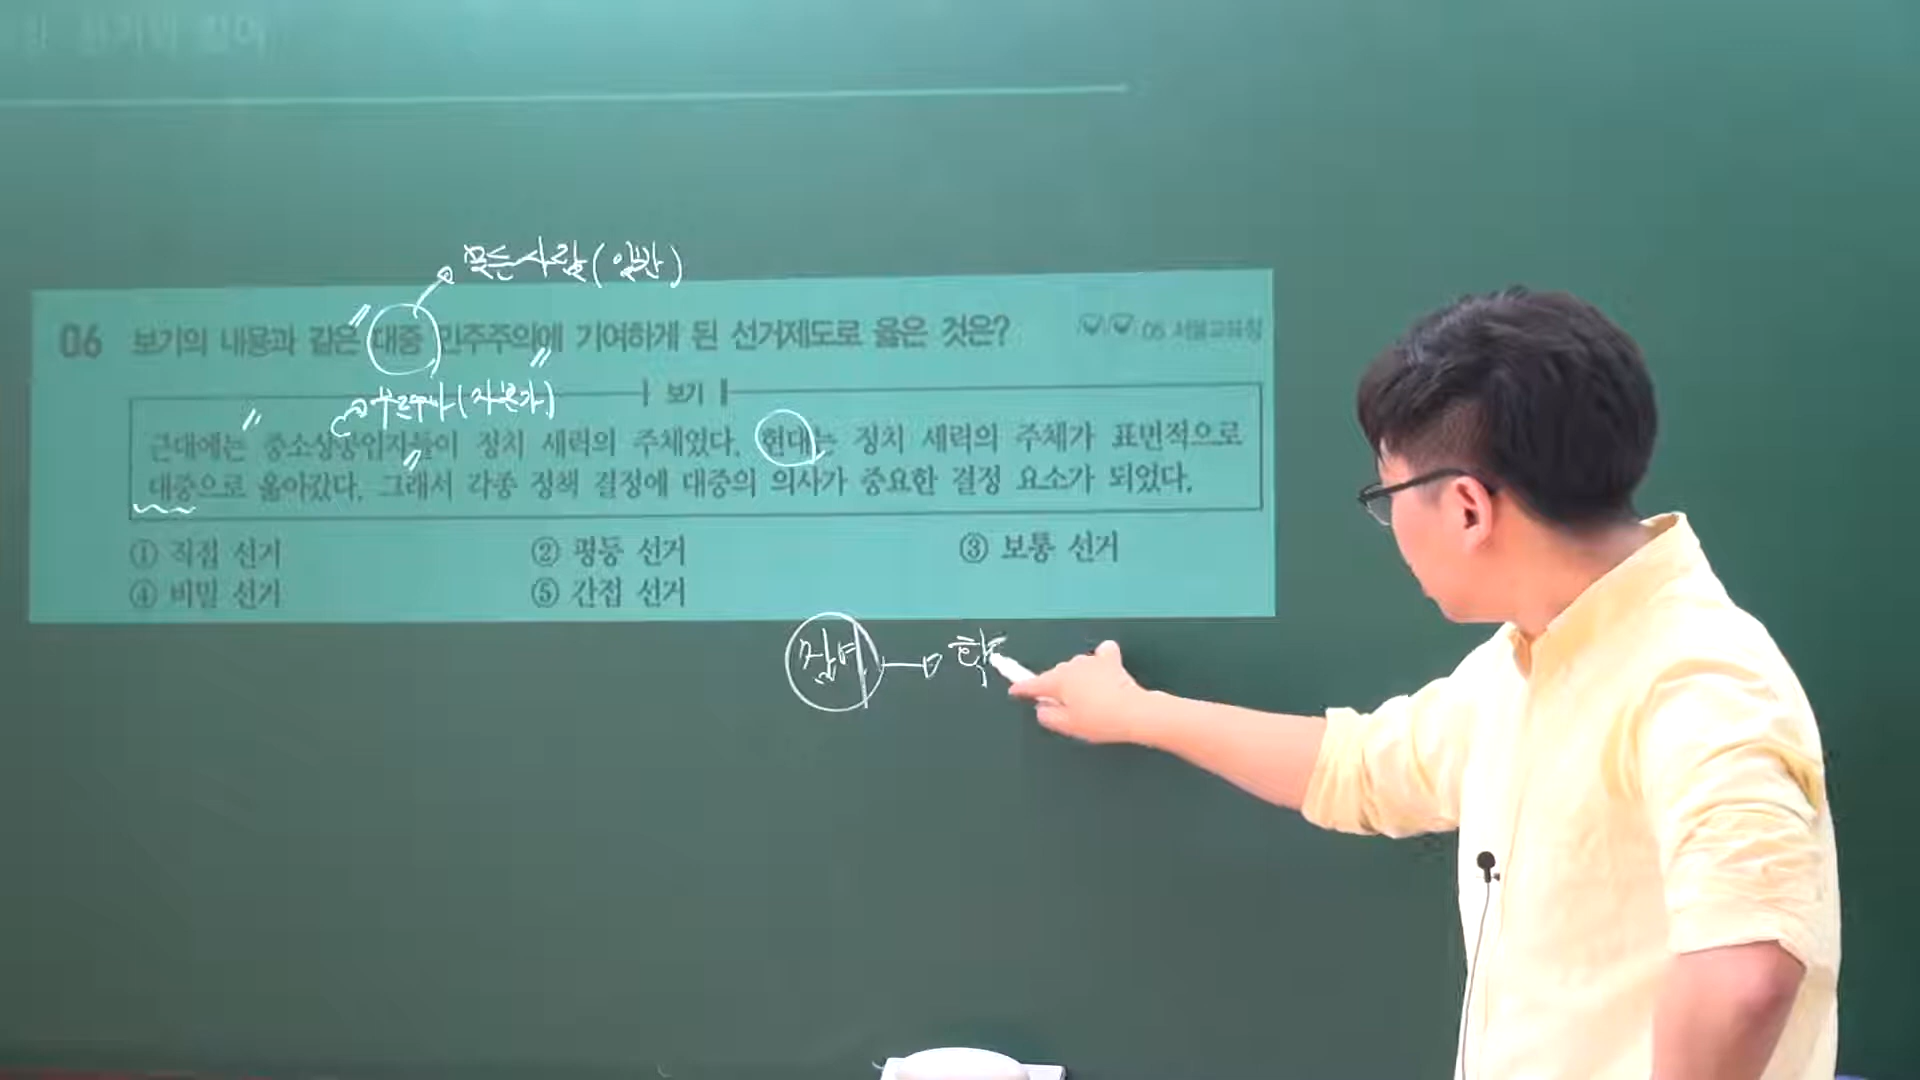 모든 사람(일반)
06 보기의 내용과 같은 대중 민주주의에 기여하게 된 선거제도로 옳은 것은?
05 서울교육청
부르주아(자본가)
보기
근대에는 중소상공업자들이 정치 세력의 주체였다. 현대는 정치 세력의 주체가 표면적으로
대중으로 옮아갔다. 그래서 각종 정책 결정에 대중의 의사가 중요한 결정 요소가 되었다.
① 직접 선거 ② 평등 선거 ③ 보통 선거
④ 비밀 선거 ⑤ 간접 선거
참여